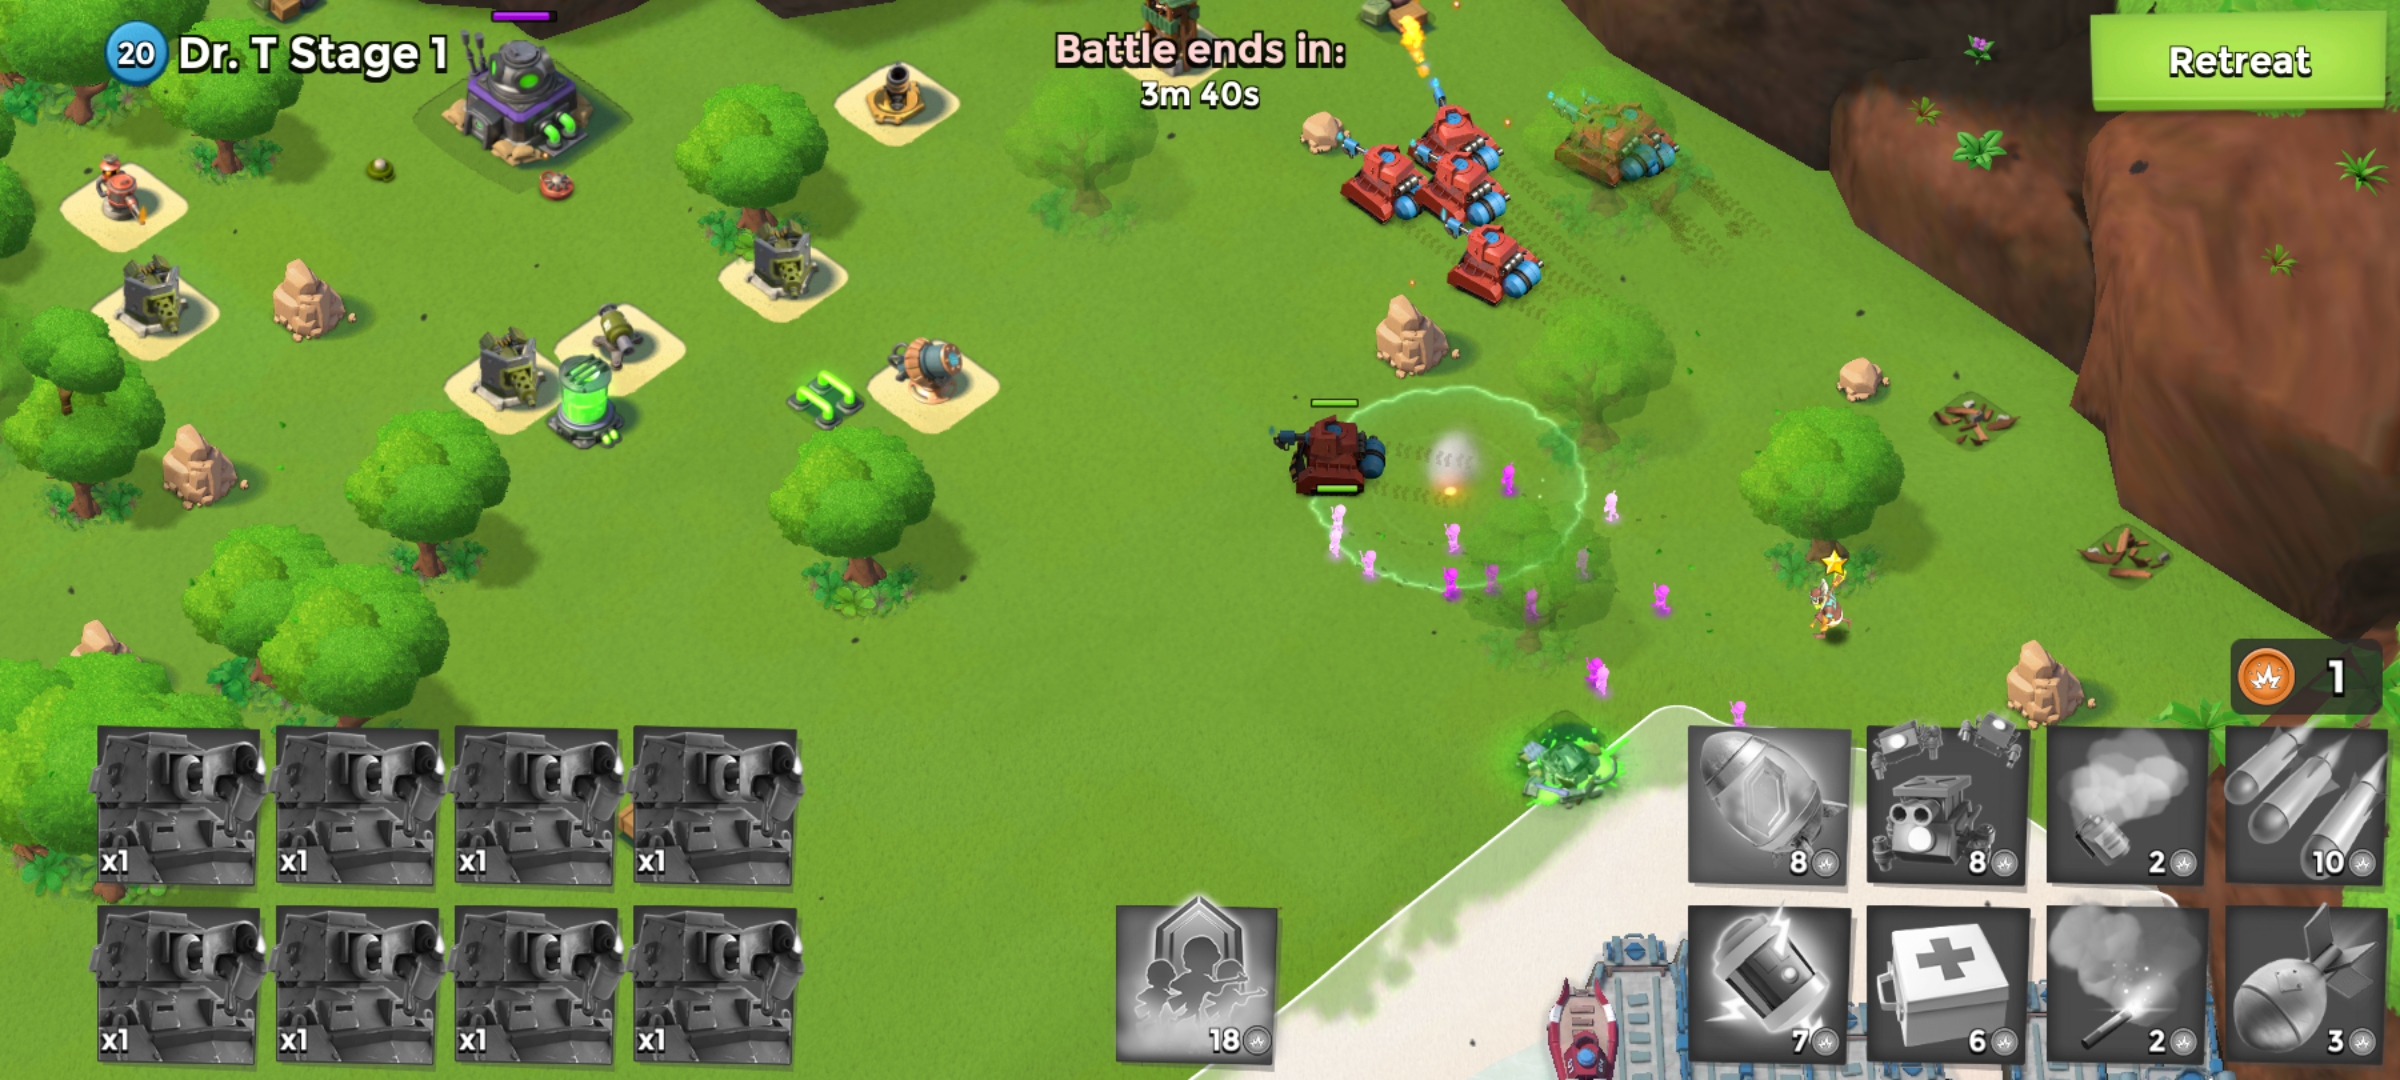 20 Dr. T Stage 1
Battle ends in:
3m 40s
Retreat
1
x1 x1 x1 x1
8 8 2 10
x1 x1 x1 x1
18
7 6 2 3